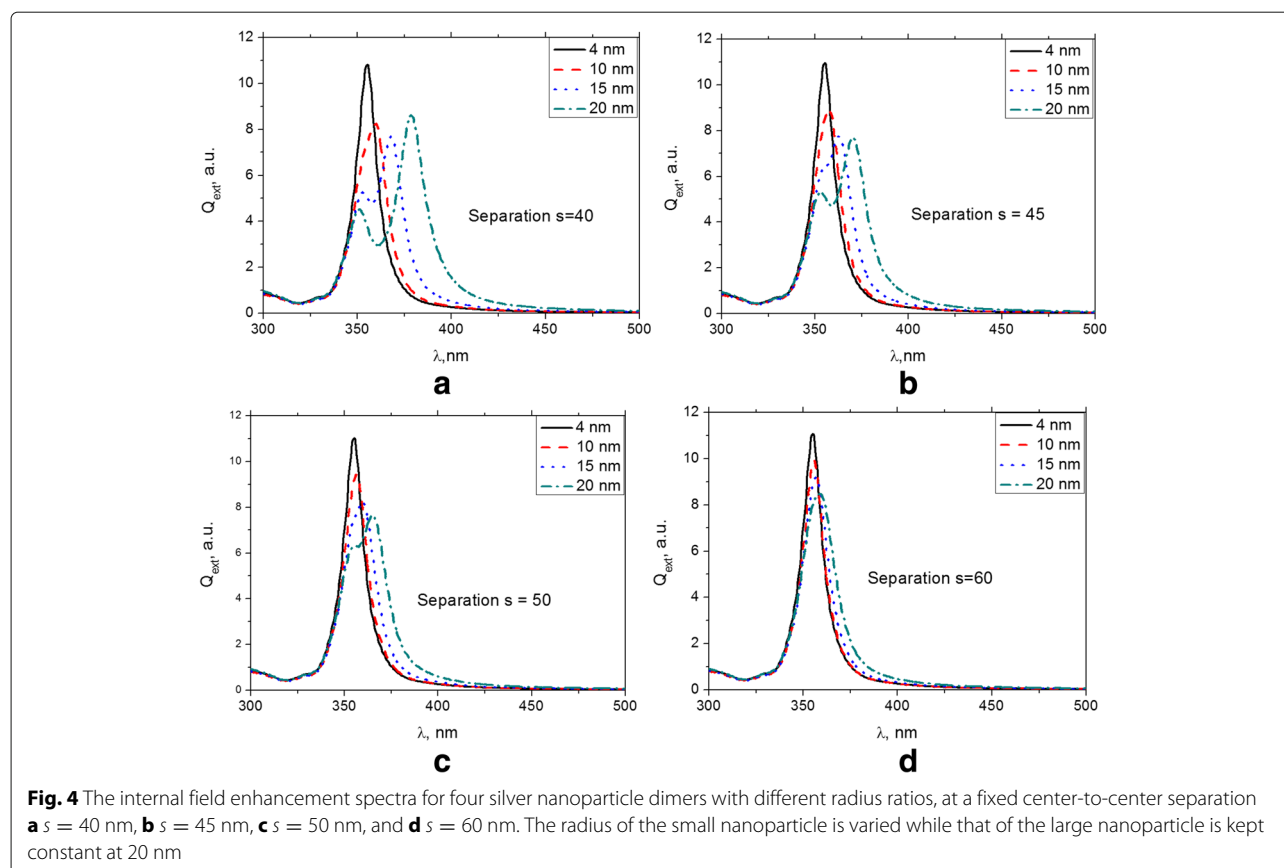 12
10
8
6
4
2
0
Q_ext, a.u.
4 nm
10 nm
15 nm
20 nm
Separation s=40
300 350 400 450 500
λ,nm
a
12
10
8
6
4
2
0
Q_ext, a.u.
4 nm
10 nm
15 nm
20 nm
Separation s = 45
300 350 400 450 500
λ,nm
b
12
10
8
6
4
2
0
Q_ext, a.u.
4 nm
10 nm
15 nm
20 nm
Separation s = 50
300 350 400 450 500
λ, nm
c
12
10
8
6
4
2
0
Q_ext, a.u.
4 nm
10 nm
15 nm
20 nm
Separation s=60
300 350 400 450 500
λ, nm
d
Fig. 4 The internal field enhancement spectra for four silver nanoparticle dimers with different radius ratios, at a fixed center-to-center separation
a s = 40 nm, b s = 45 nm, c s = 50 nm, and d s = 60 nm. The radius of the small nanoparticle is varied while that of the large nanoparticle is kept
constant at 20 nm